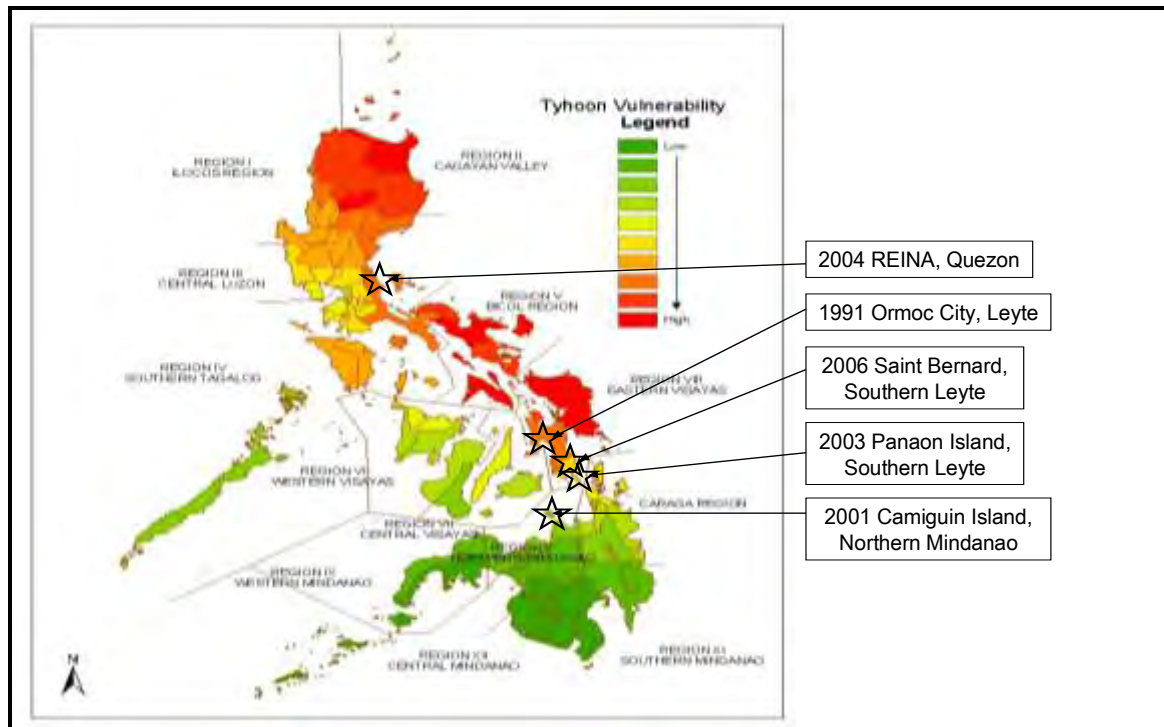 Tyhoon Vulnerability
Legend
Low
High
REGION I
ILOCOS REGION
REGION II
CAGAYAN VALLEY
REGION III
CENTRAL LUZON
REGION V
BICOL REGION
REGION IV
SOUTHERN TAGALOG
REGION VIII
EASTERN VISAYAS
REGION VI
WESTERN VISAYAS
REGION VII
CENTRAL VISAYAS
CARAGA REGION
REGION IX
WESTERN MINDANAO
REGION XII
CENTRAL MINDANAO
REGION XI
SOUTHERN MINDANAO
N
2004 REINA, Quezon
1991 Ormoc City, Leyte
2006 Saint Bernard,
Southern Leyte
2003 Panaon Island,
Southern Leyte
2001 Camiguin Island,
Northern Mindanao